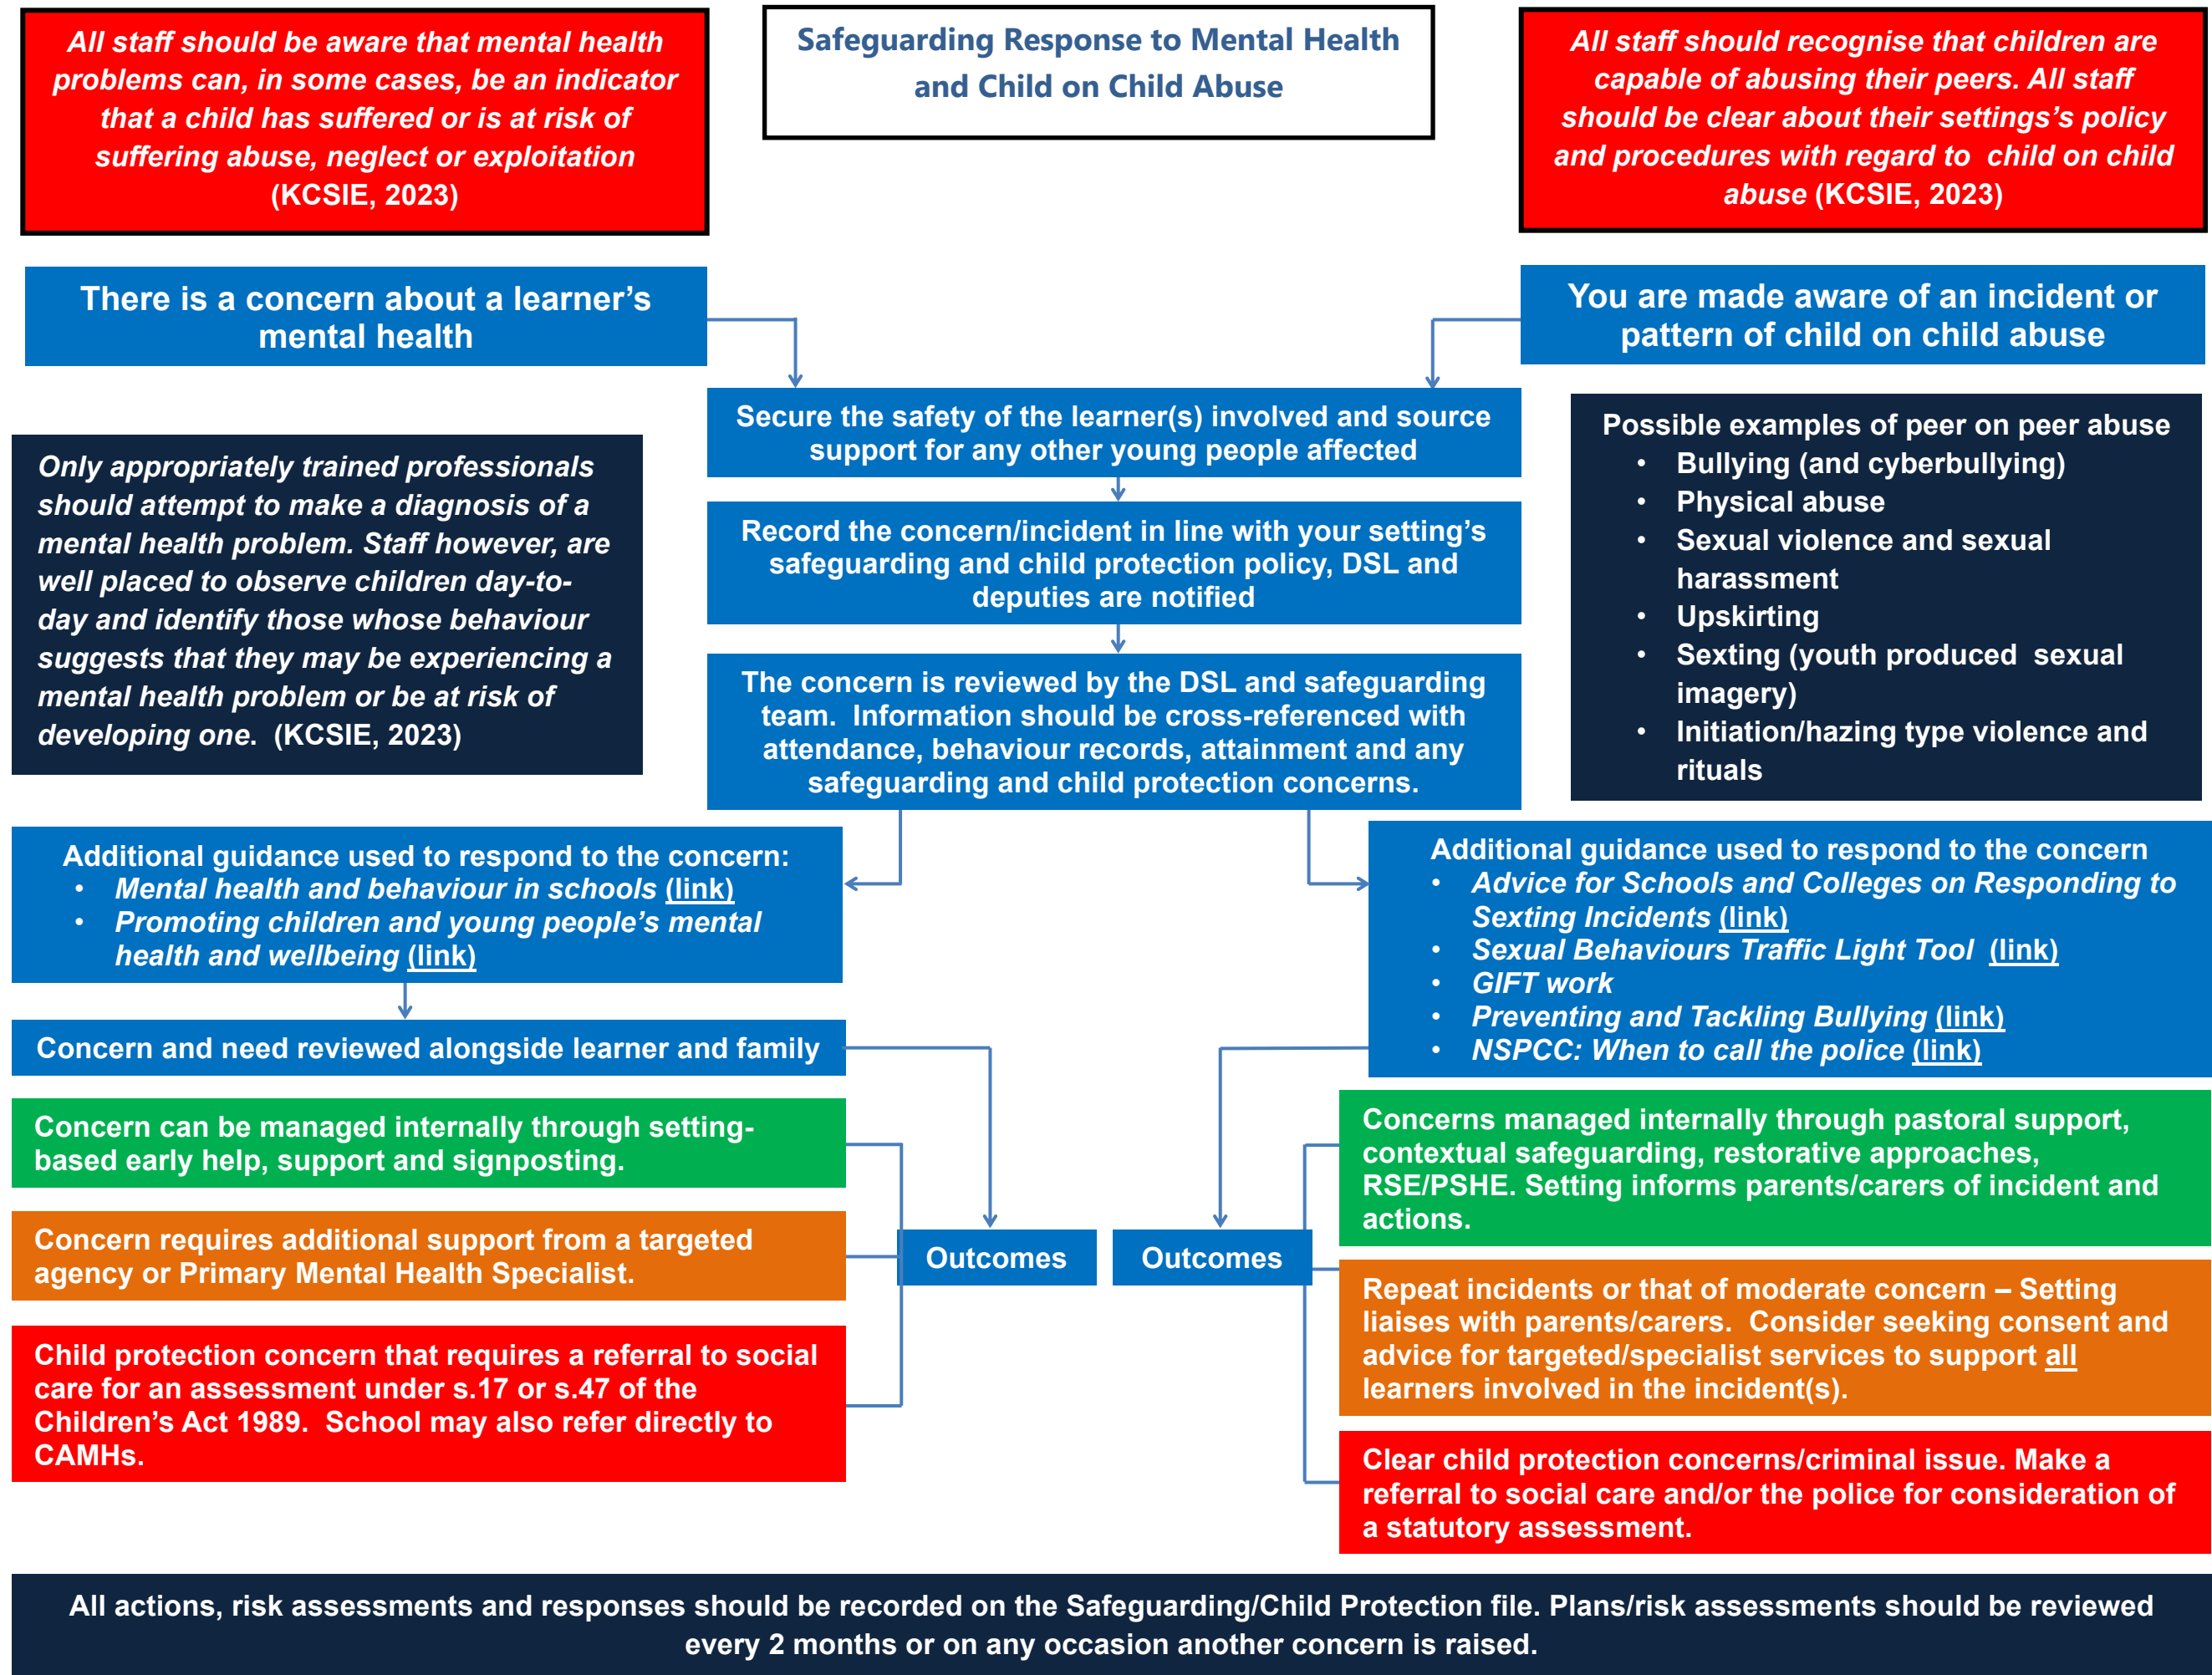 All staff should be aware that mental health
problems can, in some cases, be an indicator
that a child has suffered or is at risk of
suffering abuse, neglect or exploitation
(KCSIE, 2023)
Safeguarding Response to Mental Health
and Child on Child Abuse
All staff should recognise that children are
capable of abusing their peers. All staff
should be clear about their settings's policy
and procedures with regard to  child on child
abuse (KCSIE, 2023)
There is a concern about a learner’s
mental health
You are made aware of an incident or
pattern of child on child abuse
Secure the safety of the learner(s) involved and source
support for any other young people affected
Only appropriately trained professionals
should attempt to make a diagnosis of a
mental health problem. Staff however, are
well placed to observe children day-to-
day and identify those whose behaviour
suggests that they may be experiencing a
mental health problem or be at risk of
developing one.  (KCSIE, 2023)
Record the concern/incident in line with your setting’s
safeguarding and child protection policy, DSL and
deputies are notified
The concern is reviewed by the DSL and safeguarding
team.  Information should be cross-referenced with
attendance, behaviour records, attainment and any
safeguarding and child protection concerns.
Possible examples of peer on peer abuse
• Bullying (and cyberbullying)
• Physical abuse
• Sexual violence and sexual
harassment
• Upskirting
• Sexting (youth produced  sexual
imagery)
• Initiation/hazing type violence and
rituals
Additional guidance used to respond to the concern:
• Mental health and behaviour in schools (link)
• Promoting children and young people’s mental
health and wellbeing (link)
Concern and need reviewed alongside learner and family
Additional guidance used to respond to the concern
• Advice for Schools and Colleges on Responding to
Sexting Incidents (link)
• Sexual Behaviours Traffic Light Tool  (link)
• GIFT work
• Preventing and Tackling Bullying (link)
• NSPCC: When to call the police (link)
Concern can be managed internally through setting-
based early help, support and signposting.
Concern requires additional support from a targeted
agency or Primary Mental Health Specialist.
Child protection concern that requires a referral to social
care for an assessment under s.17 or s.47 of the
Children’s Act 1989.  School may also refer directly to
CAMHs.
Outcomes
Outcomes
Concerns managed internally through pastoral support,
contextual safeguarding, restorative approaches,
RSE/PSHE. Setting informs parents/carers of incident and
actions.
Repeat incidents or that of moderate concern – Setting
liaises with parents/carers.  Consider seeking consent and
advice for targeted/specialist services to support all
learners involved in the incident(s).
Clear child protection concerns/criminal issue. Make a
referral to social care and/or the police for consideration of
a statutory assessment.
All actions, risk assessments and responses should be recorded on the Safeguarding/Child Protection file. Plans/risk assessments should be reviewed
every 2 months or on any occasion another concern is raised.